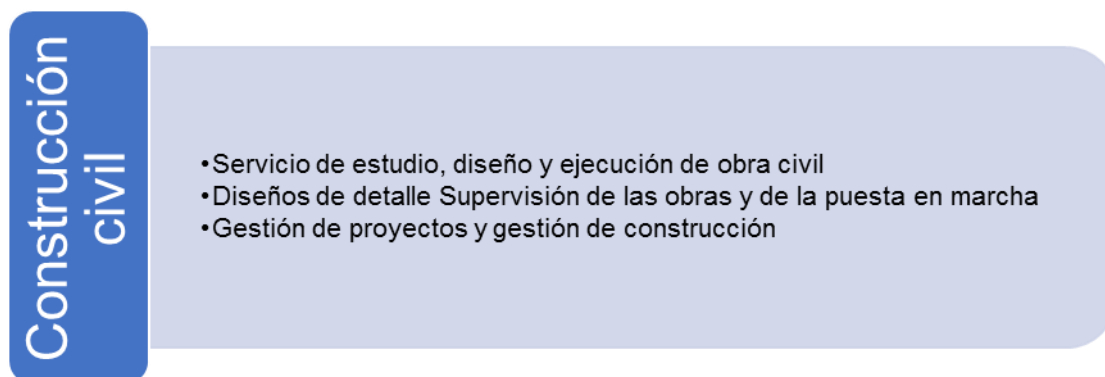 Construcción
civil
•Servicio de estudio, diseño y ejecución de obra civil
•Diseños de detalle Supervisión de las obras y de la puesta en marcha
•Gestión de proyectos y gestión de construcción